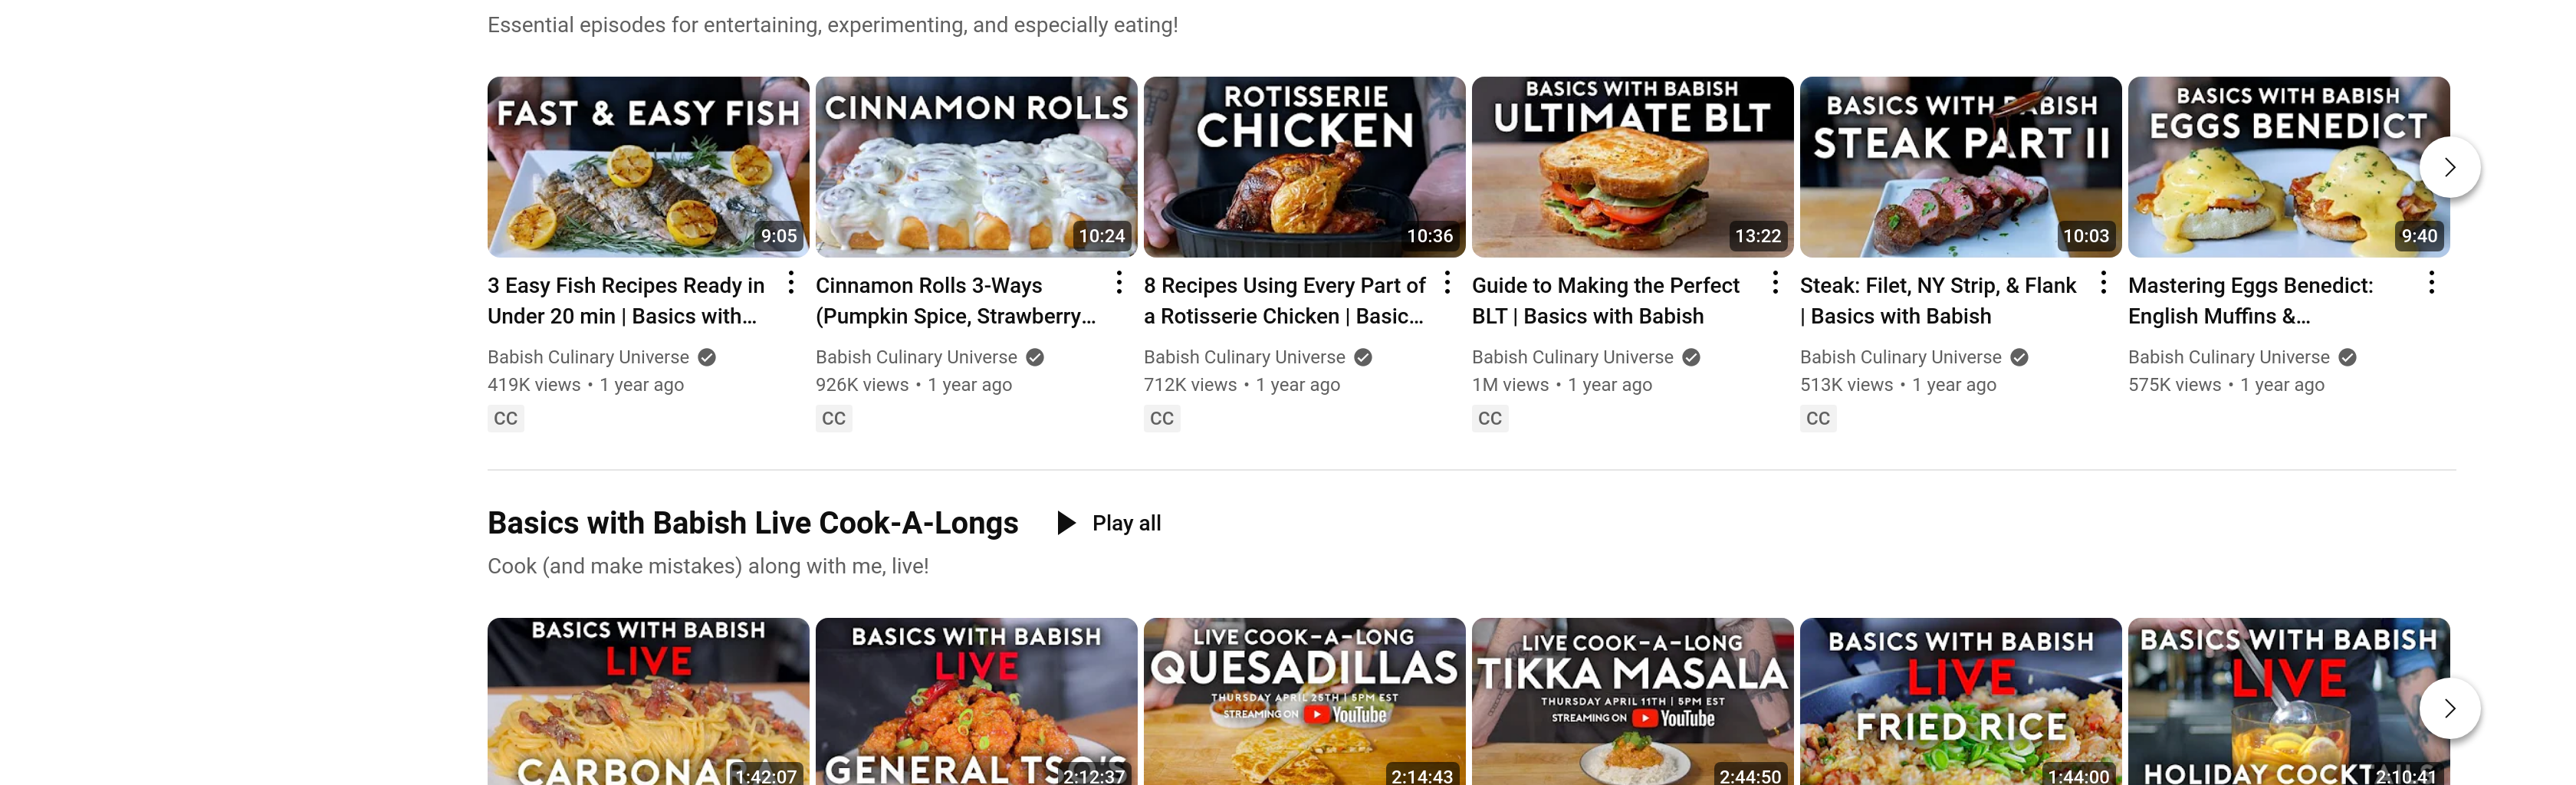 Essential episodes for entertaining, experimenting, and especially eating!
FAST & EASY FISH
9:05
CINNAMON ROLLS
10:24
ROTISSERIE
CHICKEN
10:36
BASICS WITH BABISH
ULTIMATE BLT
13:22
BASICS WITH BABISH
STEAK PART II
10:03
BASICS WITH BABISH
EGGS BENEDICT
9:40
3 Easy Fish Recipes Ready in
Under 20 min | Basics with...
Babish Culinary Universe
419K views • 1 year ago
CC
Cinnamon Rolls 3-Ways
(Pumpkin Spice, Strawberry...
Babish Culinary Universe
926K views • 1 year ago
CC
8 Recipes Using Every Part of
a Rotisserie Chicken | Basic...
Babish Culinary Universe
712K views • 1 year ago
CC
Guide to Making the Perfect
BLT | Basics with Babish
Babish Culinary Universe
1M views • 1 year ago
CC
Steak: Filet, NY Strip, & Flank
| Basics with Babish
Babish Culinary Universe
513K views • 1 year ago
CC
Mastering Eggs Benedict:
English Muffins &...
Babish Culinary Universe
575K views • 1 year ago
Basics with Babish Live Cook-A-Longs
Play all
Cook (and make mistakes) along with me, live!
BASICS WITH BABISH
LIVE
CARBONARA
1:42:07
BASICS WITH BABISH
LIVE
GENERAL TSO'S
2:12:37
LIVE COOK-A-LONG
QUESADILLAS
THURSDAY APRIL 25TH | 5PM EST
STREAMING ON YouTube
2:14:43
LIVE COOK-A-LONG
TIKKA MASALA
THURSDAY APRIL 11TH | 5PM EST
STREAMING ON YouTube
2:44:50
BASICS WITH BABISH
LIVE
FRIED RICE
1:44:00
BASICS WITH BABISH
LIVE
HOLIDAY COCKTAILS
2:10:41